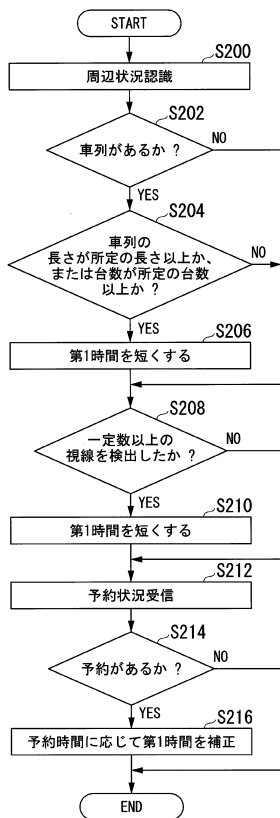 START
S200
周辺状況認識
S202
車列があるか ?
NO
YES
S204
車列の
長さが所定の長さ以上か、
または台数が所定の台数
以上か ?
NO
YES
S206
第1時間を短くする
S208
一定数以上の
視線を検出したか ?
NO
YES
S210
第1時間を短くする
S212
予約状況受信
S214
予約があるか ?
NO
YES
S216
予約時間に応じて第1時間を補正
END